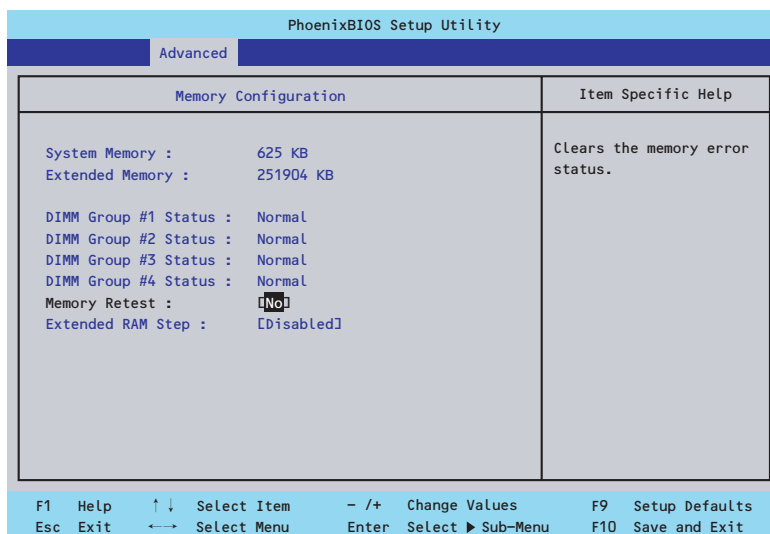 PhoenixBIOS Setup Utility
Advanced
Memory Configuration
Item Specific Help
System Memory : 625 KB
Extended Memory : 251904 KB
DIMM Group #1 Status : Normal
DIMM Group #2 Status : Normal
DIMM Group #3 Status : Normal
DIMM Group #4 Status : Normal
Memory Retest : [No]
Extended RAM Step : [Disabled]
Clears the memory error
status.
F1 Help ↑↓ Select Item – /+ Change Values F9 Setup Defaults
Esc Exit ←→ Select Menu Enter Select ▶ Sub–Menu F10 Save and Exit